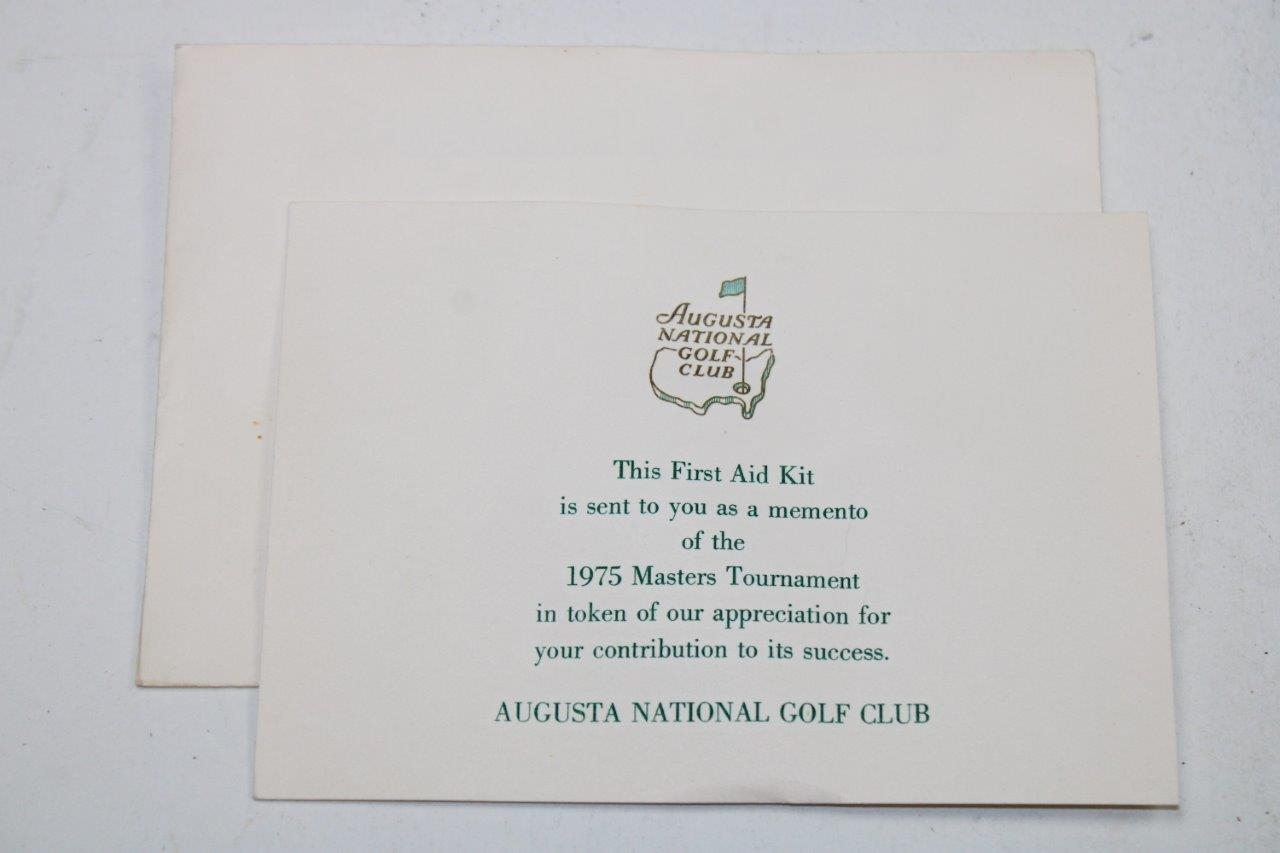 AUGUSTA
NATIONAL
GOLF
CLUB
This First Aid Kit
is sent to you as a memento
of the
1975 Masters Tournament
in token of our appreciation for
your contribution to its success.
AUGUSTA NATIONAL GOLF CLUB